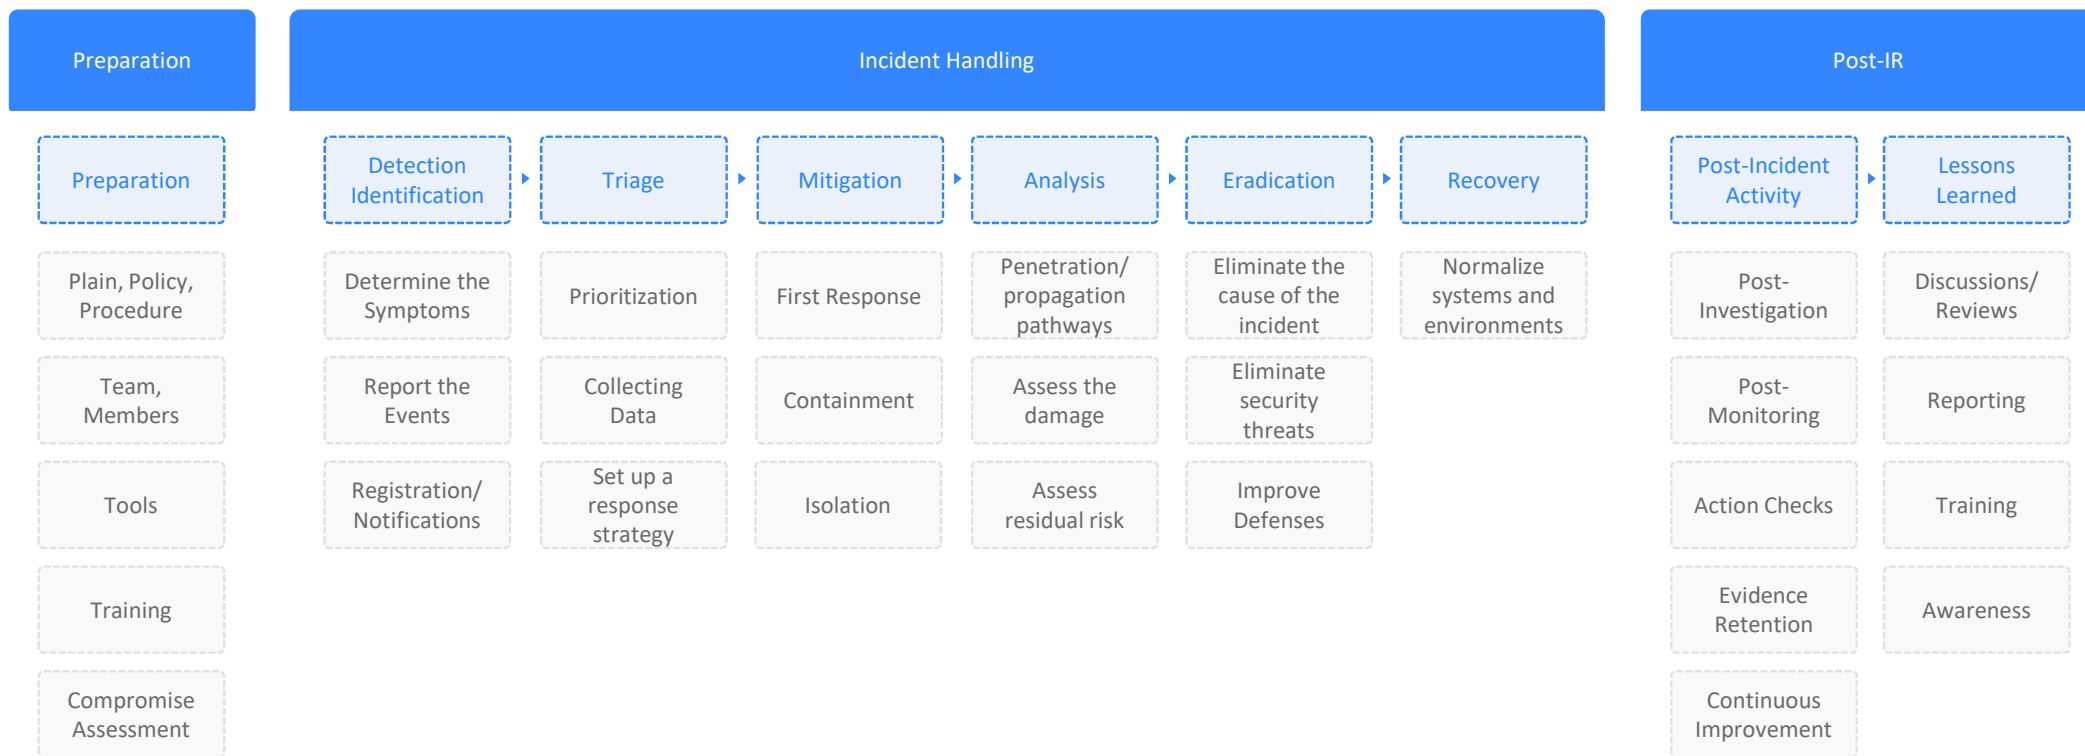 Preparation
Incident Handling
Post-IR
Preparation
Detection
Identification
Triage
Mitigation
Analysis
Eradication
Recovery
Post-Incident
Activity
Lessons
Learned
Plain, Policy,
Procedure
Determine the
Symptoms
Prioritization
First Response
Penetration/
propagation
pathways
Eliminate the
cause of the
incident
Normalize
systems and
environments
Post-
Investigation
Discussions/
Reviews
Team,
Members
Report the
Events
Collecting
Data
Containment
Assess the
damage
Eliminate
security
threats
Post-
Monitoring
Reporting
Tools
Registration/
Notifications
Set up a
response
strategy
Isolation
Assess
residual risk
Improve
Defenses
Action Checks
Training
Training
Evidence
Retention
Awareness
Compromise
Assessment
Continuous
Improvement